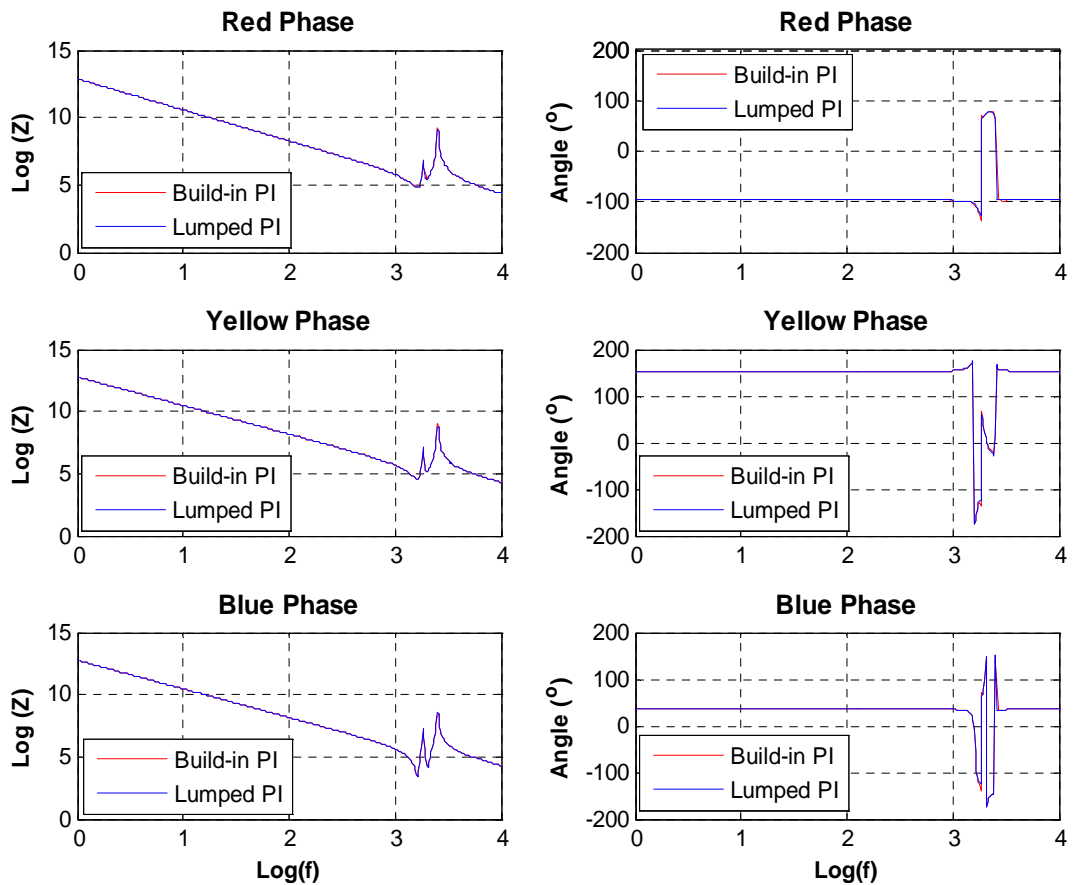 Red Phase
Log (Z)
15
10
5
0
Build-in PI
Lumped PI
0 1 2 3 4
Red Phase
Angle (o)
200
100
0
-100
-200
Build-in PI
Lumped PI
0 1 2 3 4
Yellow Phase
Log (Z)
15
10
5
0
Build-in PI
Lumped PI
0 1 2 3 4
Yellow Phase
Angle (o)
200
100
0
-100
-200
Build-in PI
Lumped PI
0 1 2 3 4
Blue Phase
Log (Z)
15
10
5
0
Build-in PI
Lumped PI
0 1 2 3 4
Log(f)
Blue Phase
Angle (o)
200
100
0
-100
-200
Build-in PI
Lumped PI
0 1 2 3 4
Log(f)